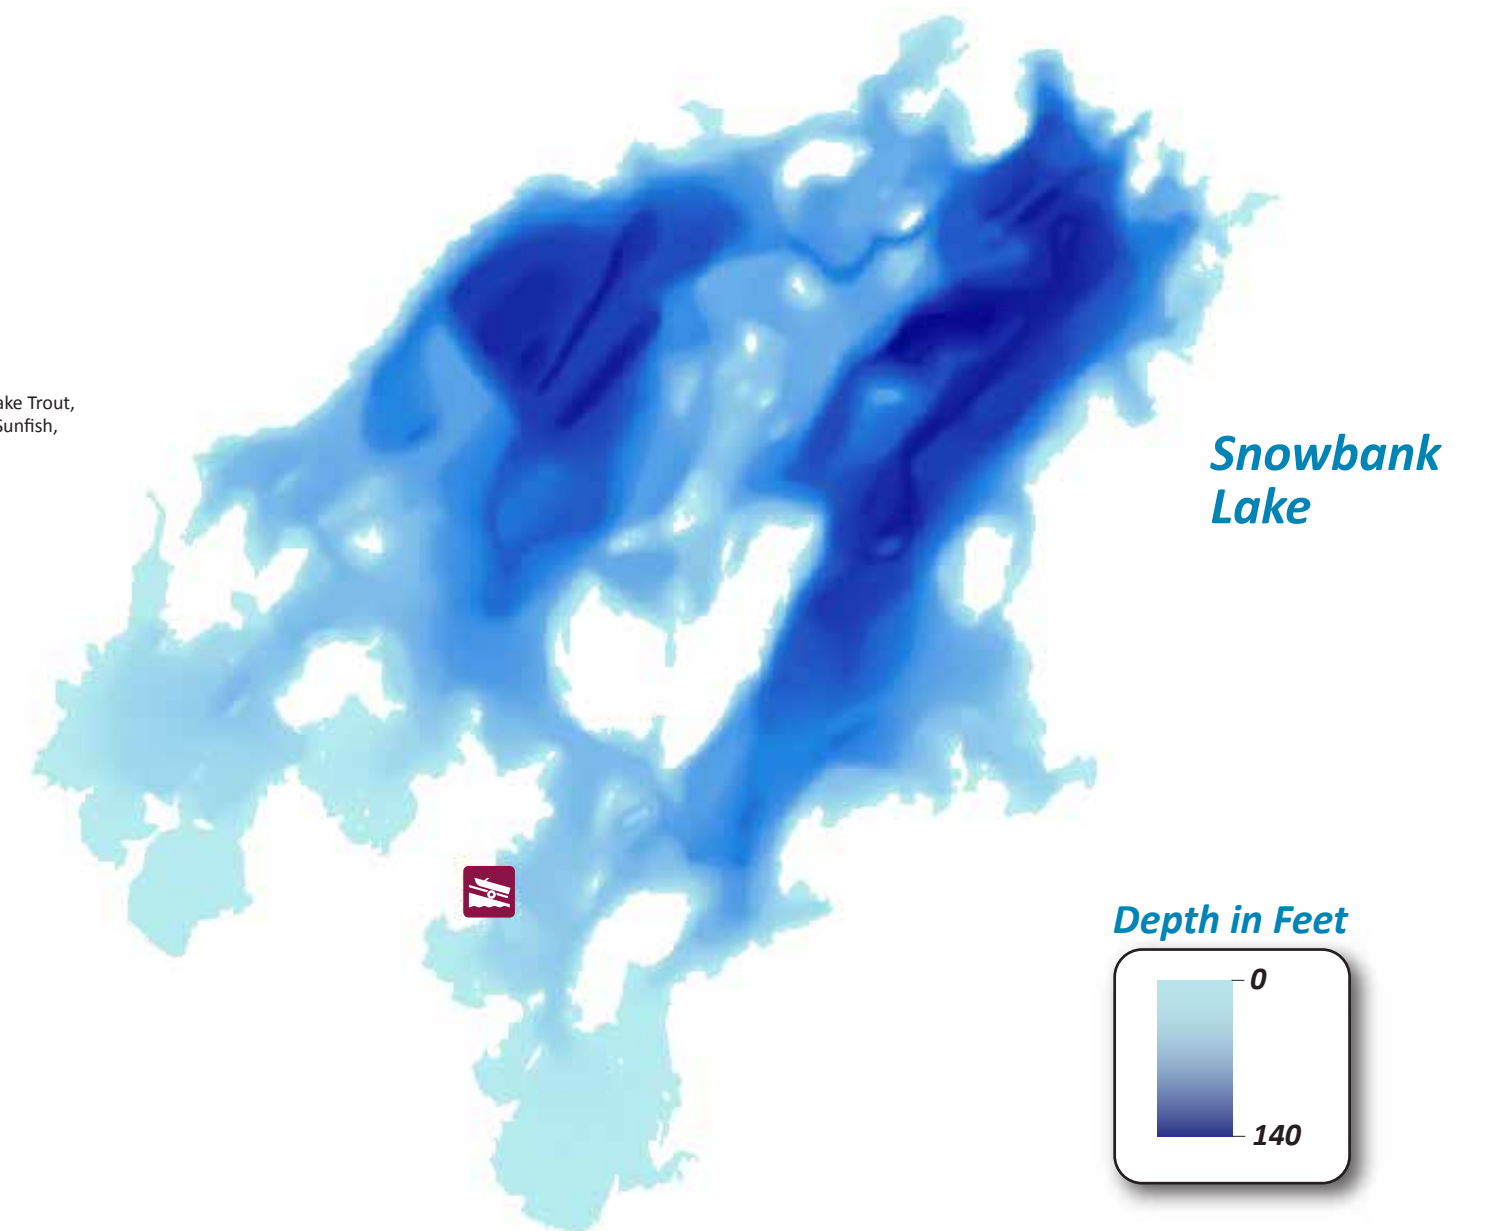 ake Trout,
Sunfish,
Snowbank
Lake
Depth in Feet
0
140